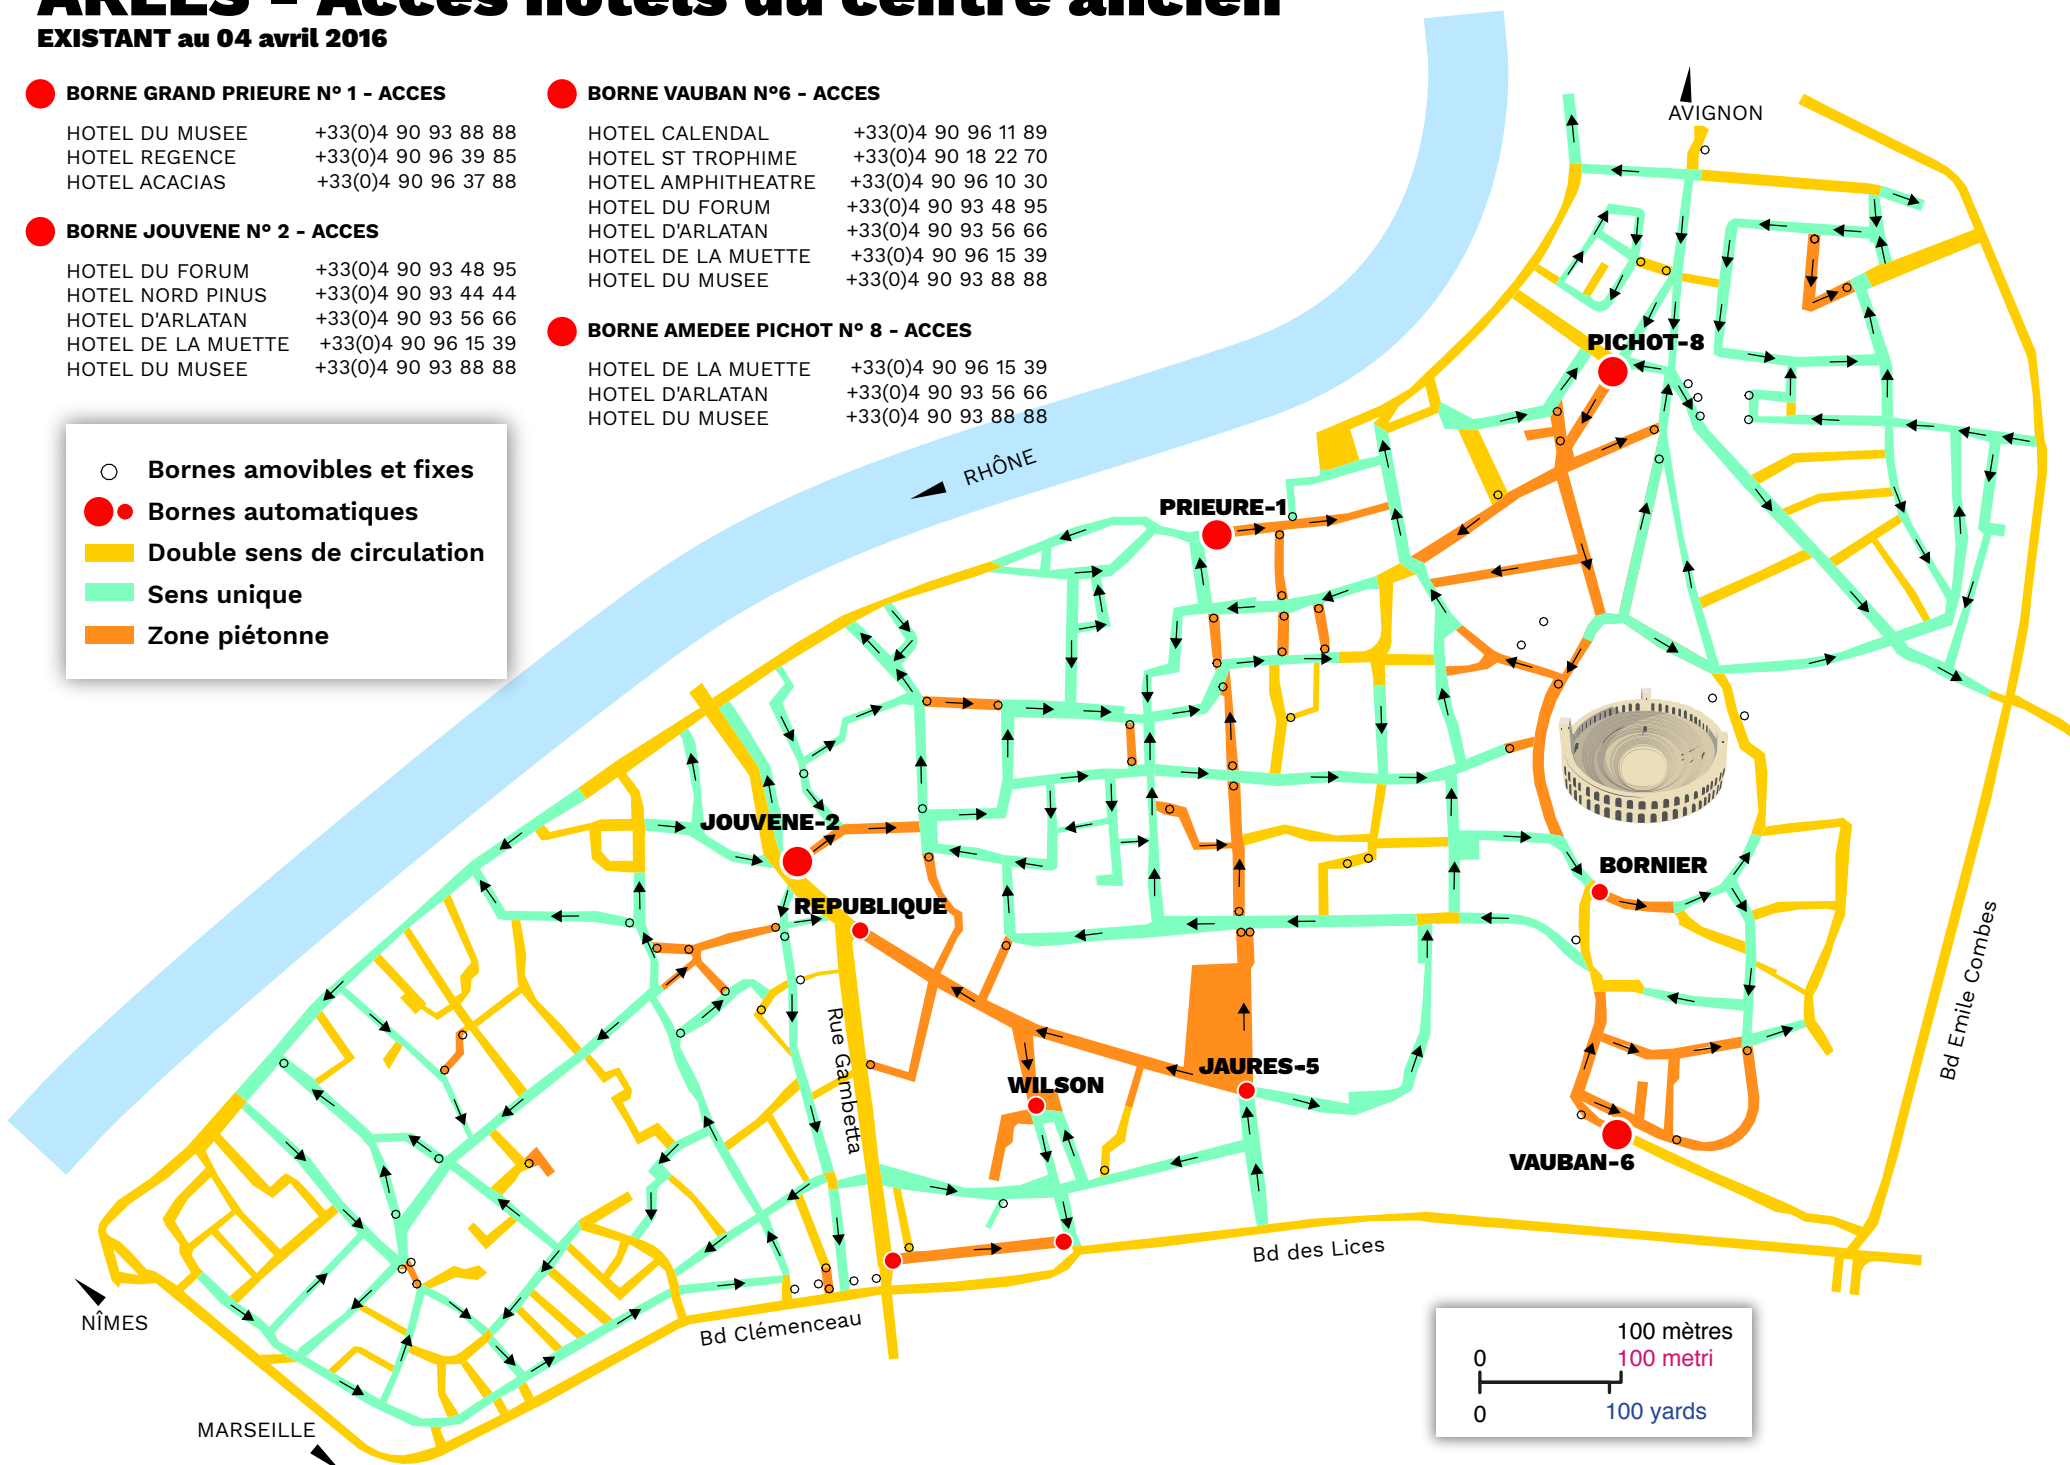 ARLES - Accès hôtels du centre ancien
EXISTANT au 04 avril 2016
BORNE GRAND PRIEURE N° 1 - ACCES
HOTEL DU MUSEE +33(0)4 90 93 88 88
HOTEL REGENCE +33(0)4 90 96 39 85
HOTEL ACACIAS +33(0)4 90 96 37 88
BORNE JOUVENE N° 2 - ACCES
HOTEL DU FORUM +33(0)4 90 93 48 95
HOTEL NORD PINUS +33(0)4 90 93 44 44
HOTEL D'ARLATAN +33(0)4 90 93 56 66
HOTEL DE LA MUETTE +33(0)4 90 96 15 39
HOTEL DU MUSEE +33(0)4 90 93 88 88
BORNE VAUBAN N°6 - ACCES
HOTEL CALENDAL +33(0)4 90 96 11 89
HOTEL ST TROPHIME +33(0)4 90 18 22 70
HOTEL AMPHITHEATRE +33(0)4 90 96 10 30
HOTEL DU FORUM +33(0)4 90 93 48 95
HOTEL D'ARLATAN +33(0)4 90 93 56 66
HOTEL DE LA MUETTE +33(0)4 90 96 15 39
HOTEL DU MUSEE +33(0)4 90 93 88 88
BORNE AMEDEE PICHOT N° 8 - ACCES
HOTEL DE LA MUETTE +33(0)4 90 96 15 39
HOTEL D'ARLATAN +33(0)4 90 93 56 66
HOTEL DU MUSEE +33(0)4 90 93 88 88
Bornes amovibles et fixes
Bornes automatiques
Double sens de circulation
Sens unique
Zone piétonne
AVIGNON
RHÔNE
PICHOT-8
PRIEURE-1
JOUVENE-2
REPUBLIQUE
BORNIER
Rue Gambetta
WILSON
JAURES-5
VAUBAN-6
Bd Emile Combes
Bd des Lices
Bd Clémenceau
NÎMES
MARSEILLE
100 mètres
0 100 metri
0 100 yards